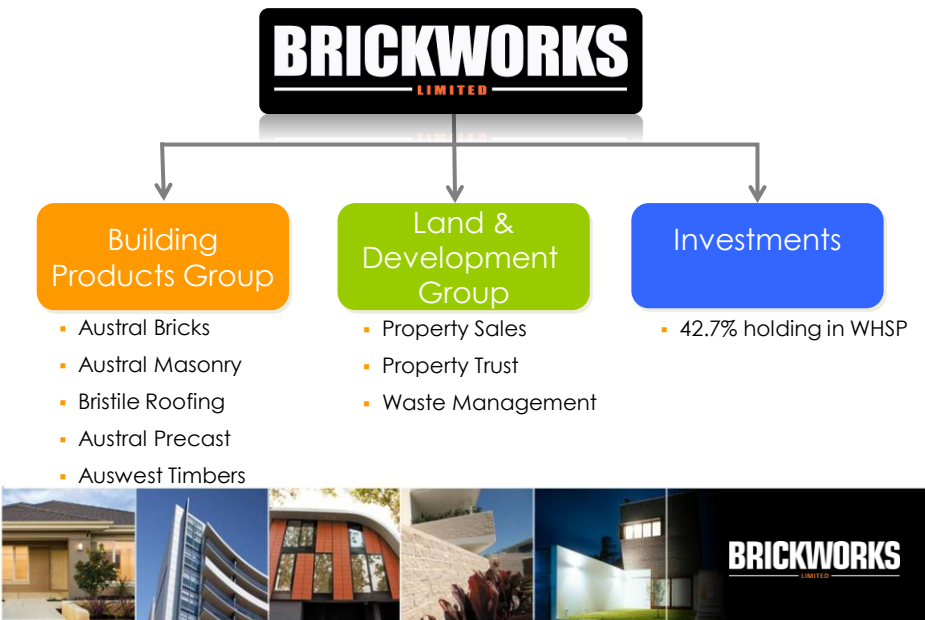 BRICKWORKS
LIMITED
Building
Products Group
Land &
Development
Group
Investments
▪ Austral Bricks
▪ Austral Masonry
▪ Bristile Roofing
▪ Austral Precast
▪ Auswest Timbers
▪ Property Sales
▪ Property Trust
▪ Waste Management
▪ 42.7% holding in WHSP
BRICKWORKS
LIMITED